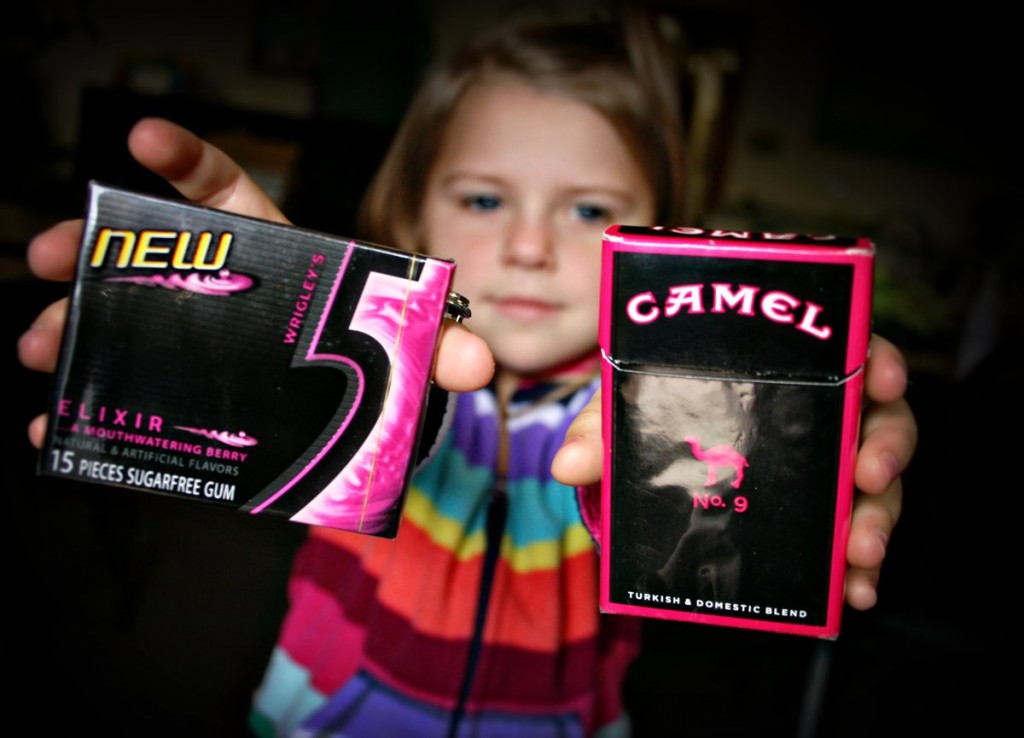 NEW
WRIGLEY'S
5
ELIXIR
A MOUTHWATERING BERRY
NATURAL & ARTIFICIAL FLAVORS
15 PIECES SUGARFREE GUM
CAMEL
CAMEL
No. 9
TURKISH & DOMESTIC BLEND